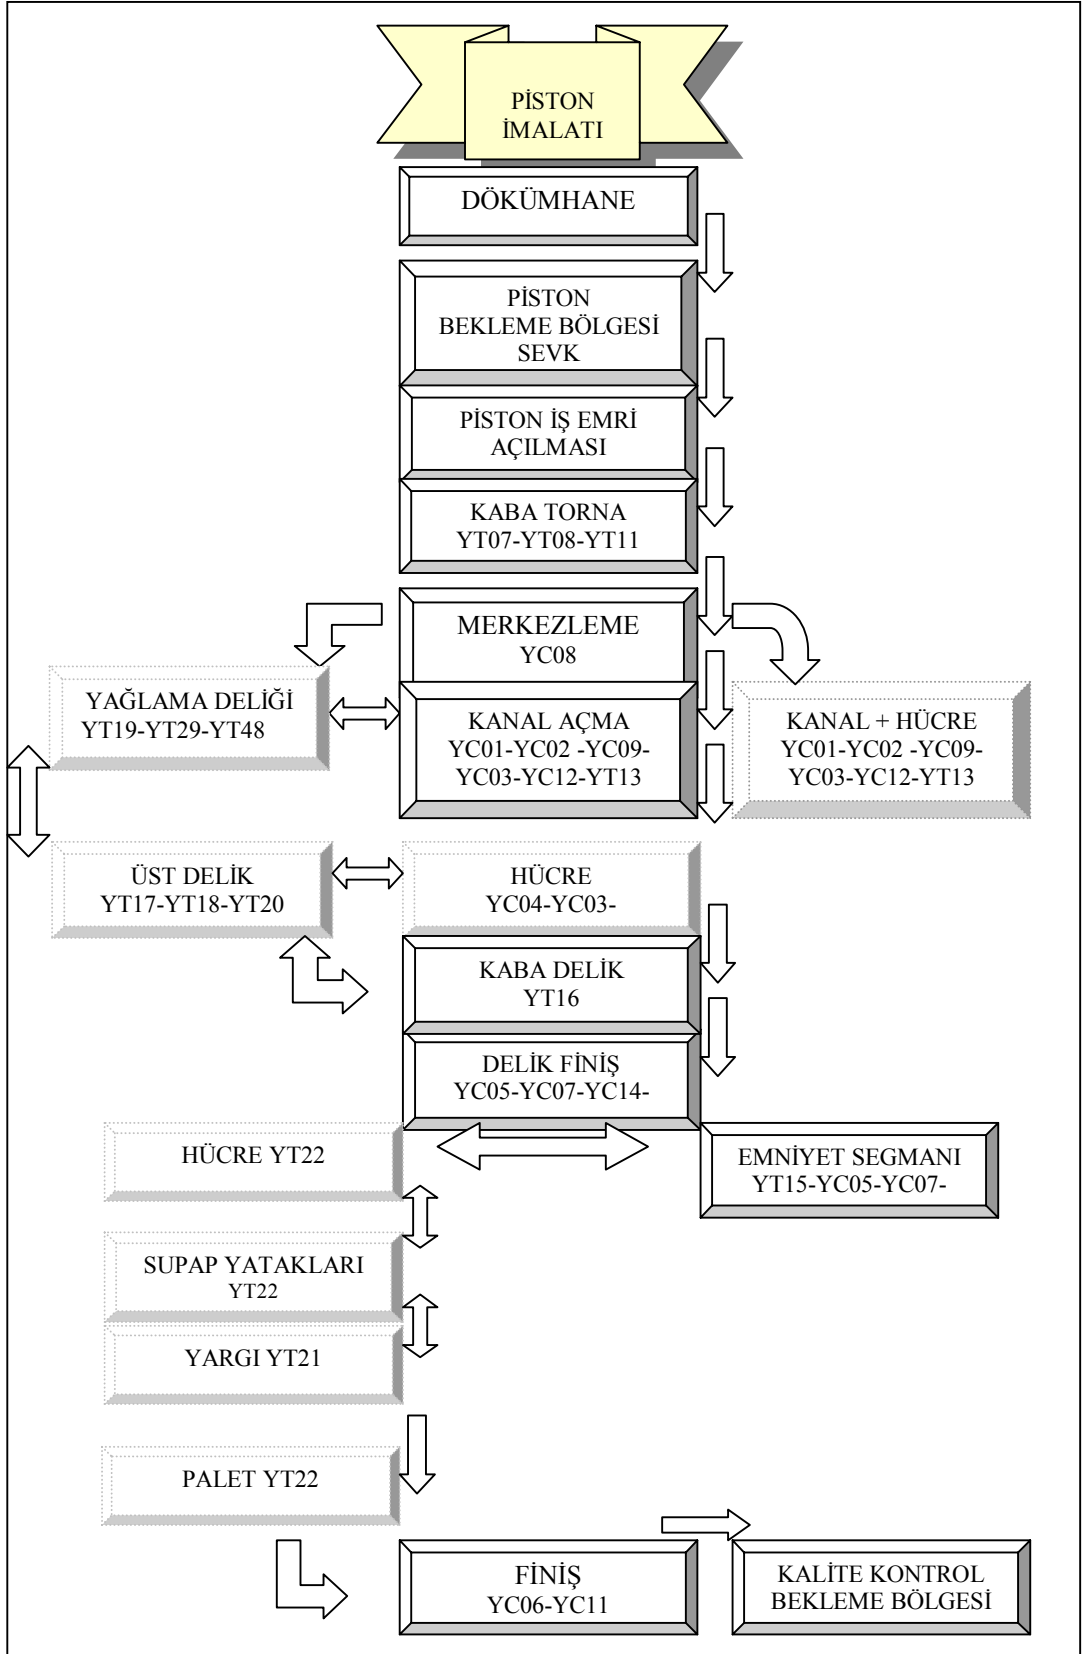 PİSTON
İMALATI
DÖKÜMHANE
PİSTON
BEKLEME BÖLGESİ
SEVK
PİSTON İŞ EMRİ
AÇILMASI
KABA TORNA
YT07-YT08-YT11
MERKEZLEME
YC08
YAĞLAMA DELİĞİ
YT19-YT29-YT48
KANAL AÇMA
YC01-YC02 -YC09-
YC03-YC12-YT13
KANAL + HÜCRE
YC01-YC02 -YC09-
YC03-YC12-YT13
ÜST DELİK
YT17-YT18-YT20
HÜCRE
YC04-YC03-
KABA DELİK
YT16
DELİK FİNİŞ
YC05-YC07-YC14-
HÜCRE YT22
EMNİYET SEGMANI
YT15-YC05-YC07-
SUPAP YATAKLARI
YT22
YARGI YT21
PALET YT22
FİNİŞ
YC06-YC11
KALİTE KONTROL
BEKLEME BÖLGESİ